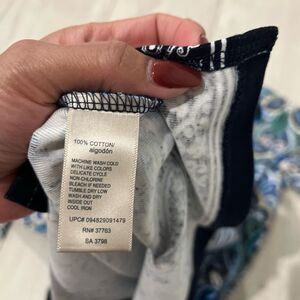 100% COTTON/
algodón
MACHINE WASH COLD
WITH LIKE COLORS
DELICATE CYCLE
NON-CHLORINE
BLEACH IF NEEDED
TUMBLE DRY LOW
WASH AND DRY
INSIDE OUT
COOL IRON
UPC# 094829091479
RN# 37763
SA 3798